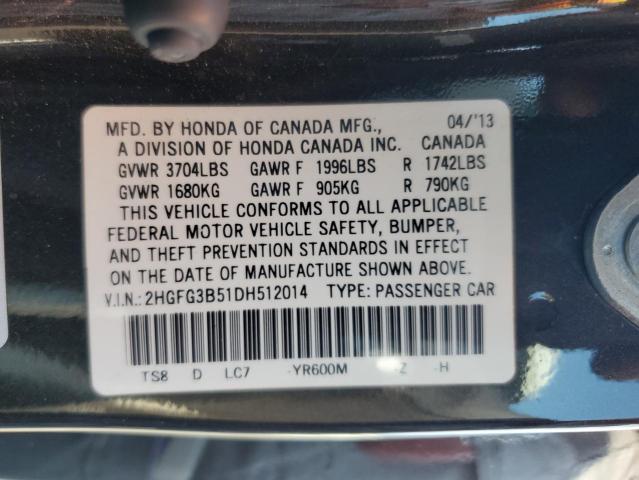 MFD. BY HONDA OF CANADA MFG., 04/'13
A DIVISION OF HONDA CANADA INC. CANADA
GVWR 3704LBS GAWR F 1996LBS R 1742LBS
GVWR 1680KG GAWR F 905KG R 790KG
THIS VEHICLE CONFORMS TO ALL APPLICABLE
FEDERAL MOTOR VEHICLE SAFETY, BUMPER,
AND THEFT PREVENTION STANDARDS IN EFFECT
ON THE DATE OF MANUFACTURE SHOWN ABOVE.
V.I.N.: 2HGFG3B51DH512014 TYPE: PASSENGER CAR
TS8 D LC7 -YR600M Z -H